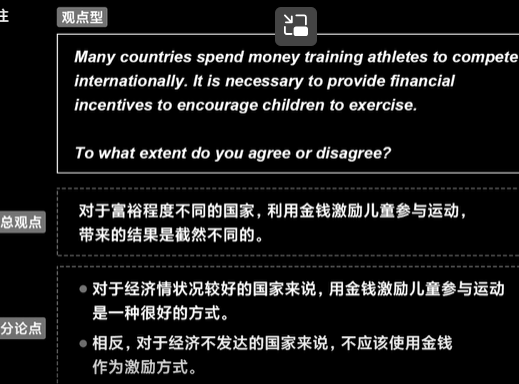 注
观点型
Many countries spend money training athletes to compete
internationally. It is necessary to provide financial
incentives to encourage children to exercise.
To what extent do you agree or disagree?
总观点
对于富裕程度不同的国家，利用金钱激励儿童参与运动，
带来的结果是截然不同的。
分论点
对于经济情状况较好的国家来说，用金钱激励儿童参与运动
是一种很好的方式。
相反，对于经济不发达的国家来说，不应该使用金钱
作为激励方式。